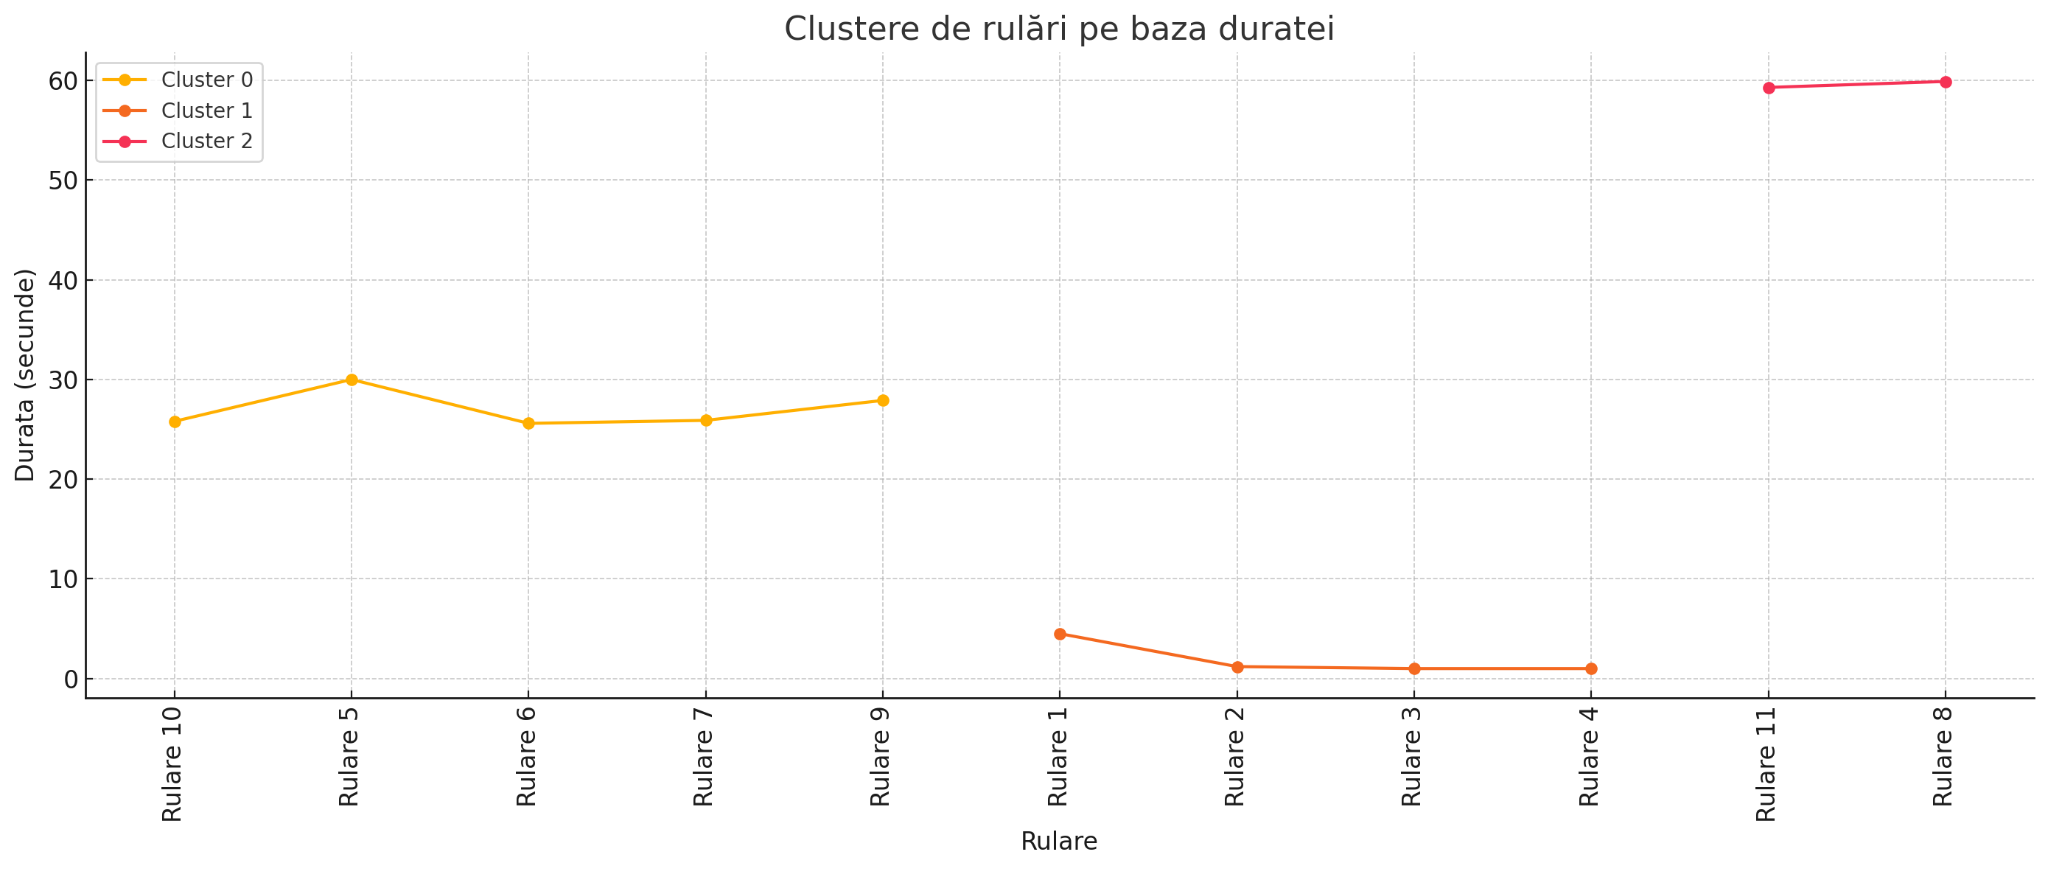 Clustere de rulări pe baza duratei
Cluster 0
Cluster 1
Cluster 2
Durata (secunde)
60
50
40
30
20
10
0
Rulare 10
Rulare 5
Rulare 6
Rulare 7
Rulare 9
Rulare 1
Rulare 2
Rulare 3
Rulare 4
Rulare 11
Rulare 8
Rulare